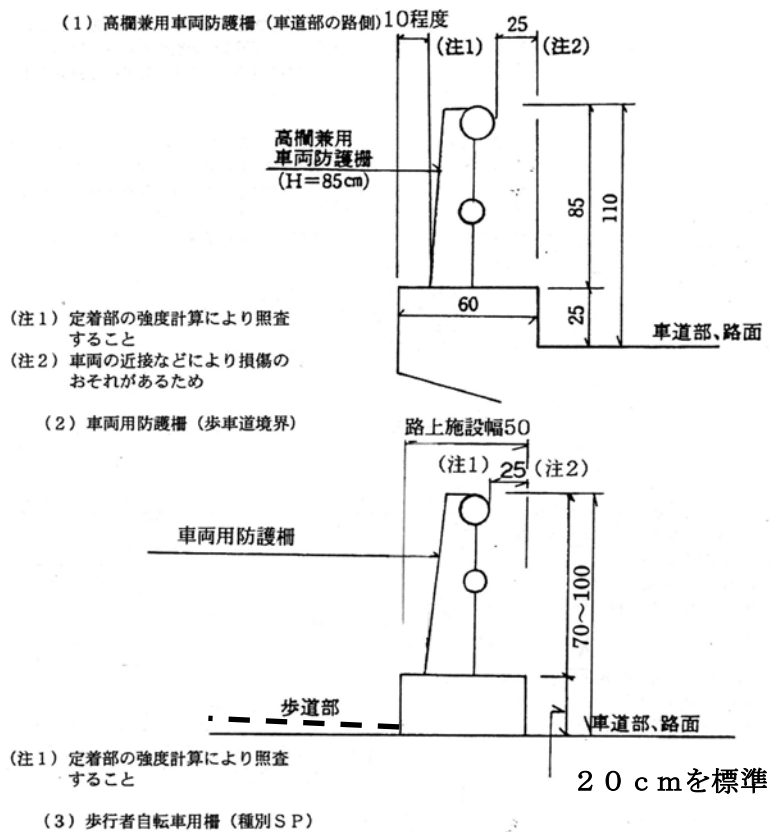 (1) 高欄兼用車両防護柵(車道部の路側)10程度
(注1)
25
(注2)
高欄兼用
車両防護柵
(H=85㎝)
85
110
60
25
車道部、路面
(注1) 定着部の強度計算により照査
すること
(注2) 車両の近接などにより損傷の
おそれがあるため
(2) 車両用防護柵(歩車道境界)
路上施設幅50
(注1)
25
(注2)
車両用防護柵
70~100
歩道部
車道部、路面
(注1) 定着部の強度計算により照査
すること
20cmを標準
(3) 歩行者自転車用柵(種別SP)